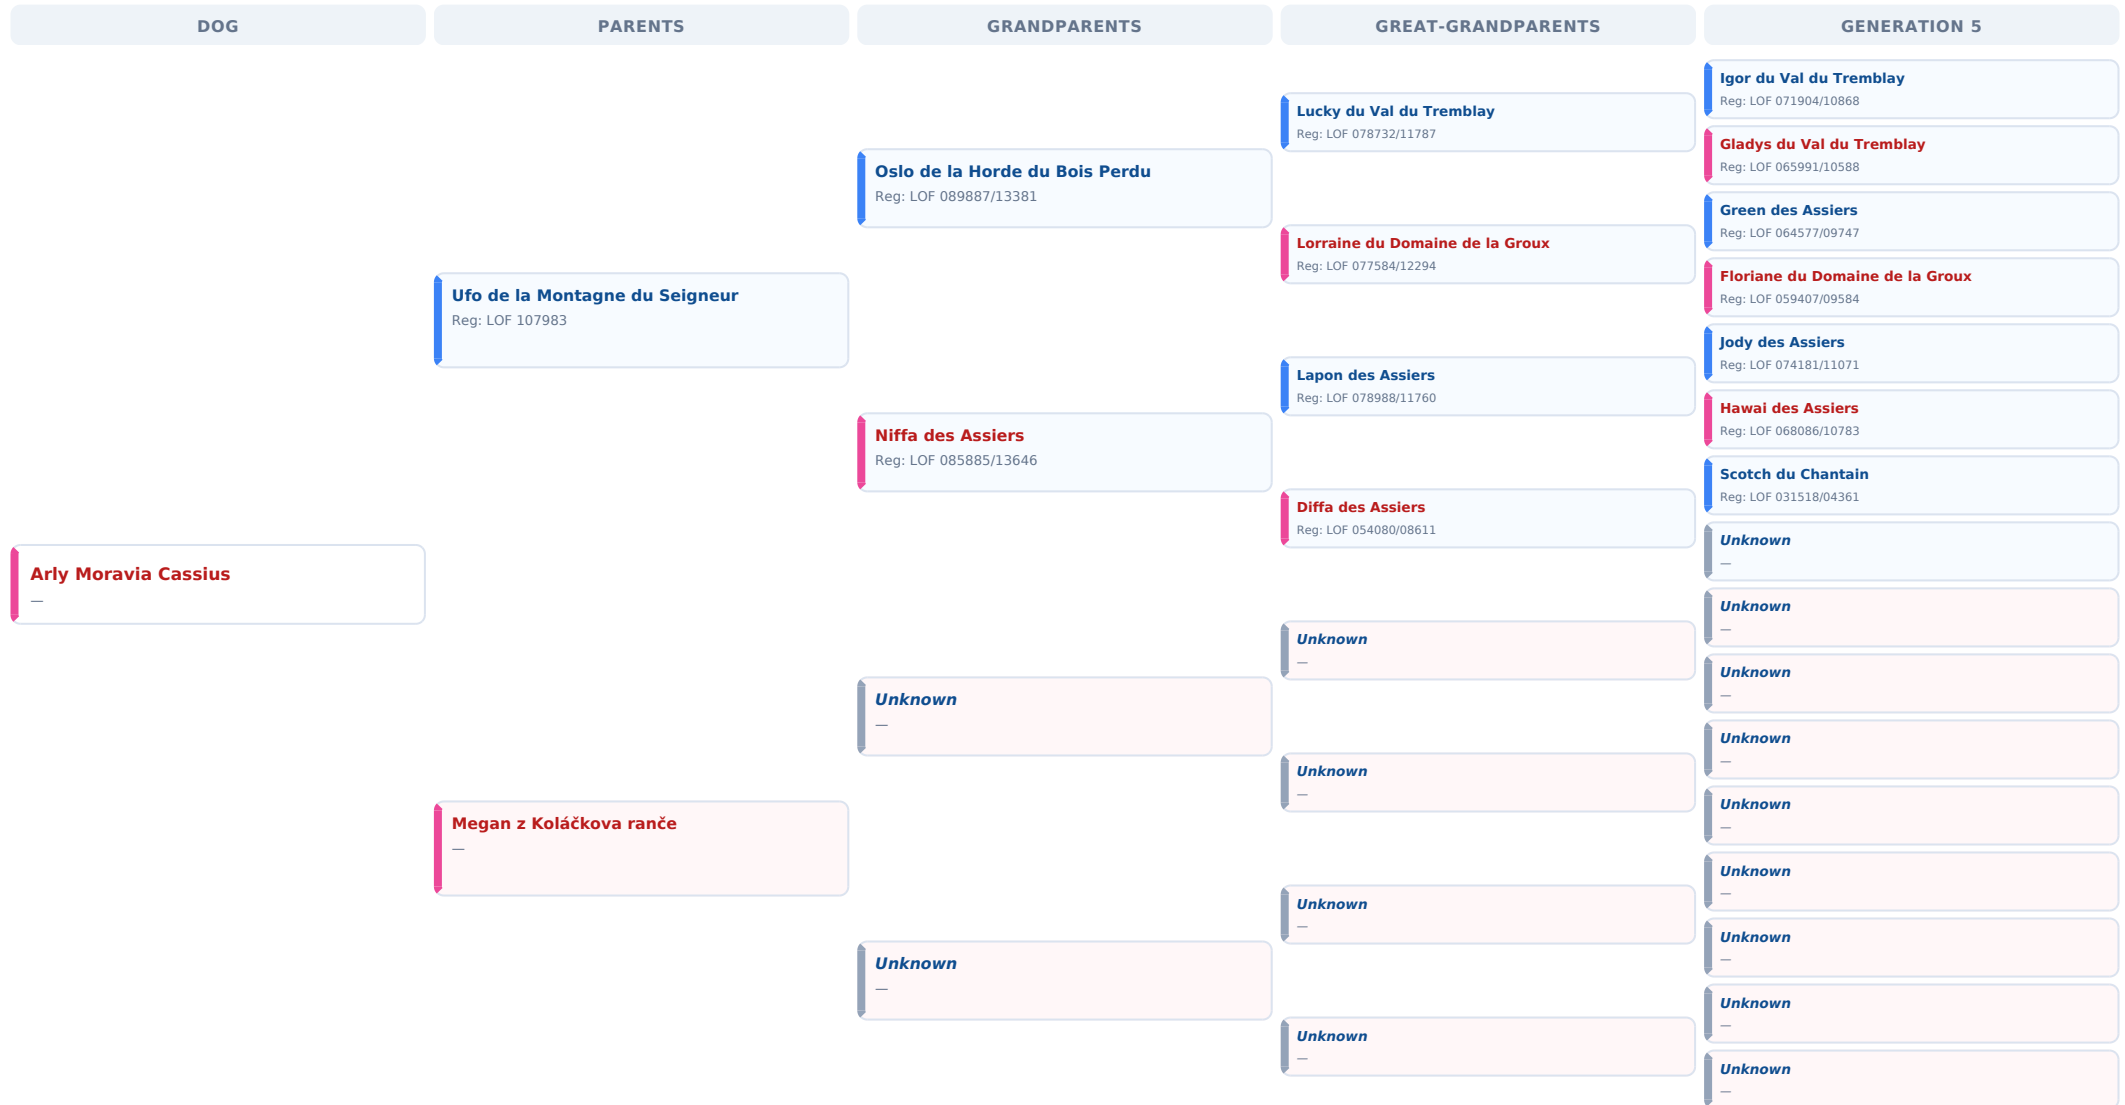 DOG
PARENTS
GRANDPARENTS
GREAT-GRANDPARENTS
GENERATION 5
Arly Moravia Cassius
—
Ufo de la Montagne du Seigneur
Reg: LOF 107983
Megan z Koláčkova ranče
—
Oslo de la Horde du Bois Perdu
Reg: LOF 089887/13381
Niffa des Assiers
Reg: LOF 085885/13646
Unknown
—
Unknown
—
Lucky du Val du Tremblay
Reg: LOF 078732/11787
Lorraine du Domaine de la Groux
Reg: LOF 077584/12294
Lapon des Assiers
Reg: LOF 078988/11760
Diffa des Assiers
Reg: LOF 054080/08611
Unknown
—
Unknown
—
Unknown
—
Unknown
—
Igor du Val du Tremblay
Reg: LOF 071904/10868
Gladys du Val du Tremblay
Reg: LOF 065991/10588
Green des Assiers
Reg: LOF 064577/09747
Floriane du Domaine de la Groux
Reg: LOF 059407/09584
Jody des Assiers
Reg: LOF 074181/11071
Hawai des Assiers
Reg: LOF 068086/10783
Scotch du Chantain
Reg: LOF 031518/04361
Unknown
—
Unknown
—
Unknown
—
Unknown
—
Unknown
—
Unknown
—
Unknown
—
Unknown
—
Unknown
—